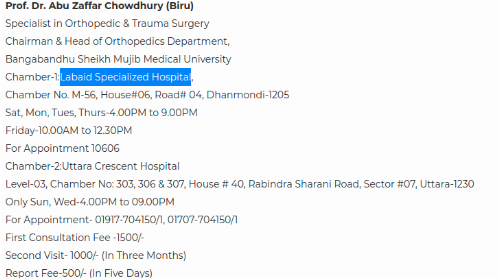 Prof. Dr. Abu Zaffar Chowdhury (Biru)
Specialist in Orthopedic & Trauma Surgery
Chairman & Head of Orthopedics Department,
Bangabandhu Sheikh Mujib Medical University
Chamber-1:Labaid Specialized Hospital,
Chamber No. M-56, House#06, Road# 04, Dhanmondi-1205
Sat, Mon, Tues, Thurs-4.00PM to 9.00PM
Friday-10.00AM to 12.30PM
For Appointment 10606
Chamber-2:Uttara Crescent Hospital
Level-03, Chamber No: 303, 306 & 307, House # 40, Rabindra Sharani Road, Sector #07, Uttara-1230
Only Sun, Wed-4.00PM to 09.00PM
For Appointment- 01917-704150/1, 01707-704150/1
First Consultation Fee -1500/-
Second Visit- 1000/- (In Three Months)
Report Fee-500/- (In Five Days)